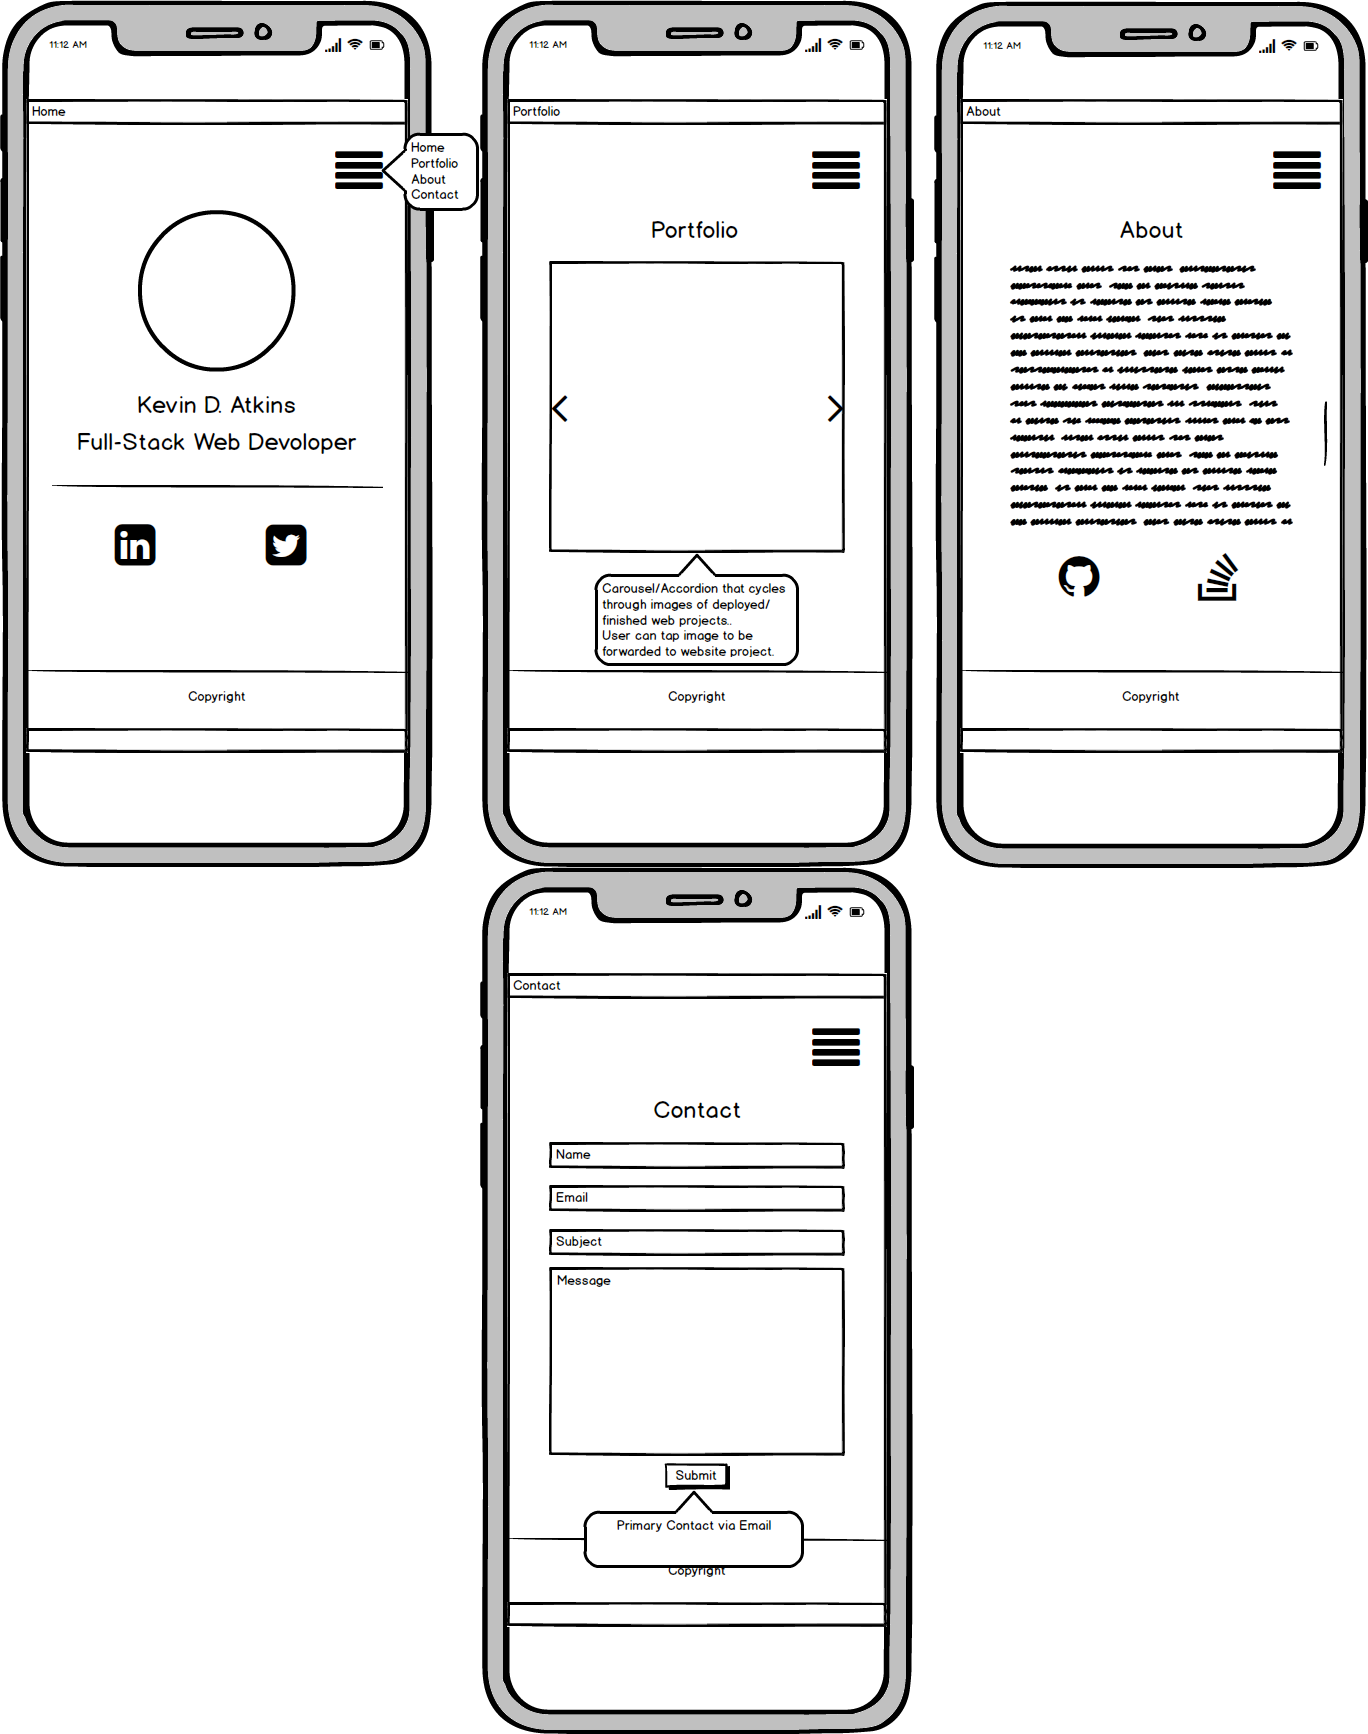 11:12 AM
Home
Home
Portfolio
About
Contact
Kevin D. Atkins
Full-Stack Web Devoloper
in
Copyright
11:12 AM
Portfolio
Portfolio
Carousel/Accordion that cycles
through images of deployed/
finished web projects..
User can tap image to be
forwarded to website project.
Copyright
11:12 AM
About
About
Copyright
11:12 AM
Contact
Contact
Name
Email
Subject
Message
Submit
Primary Contact via Email
Copyright